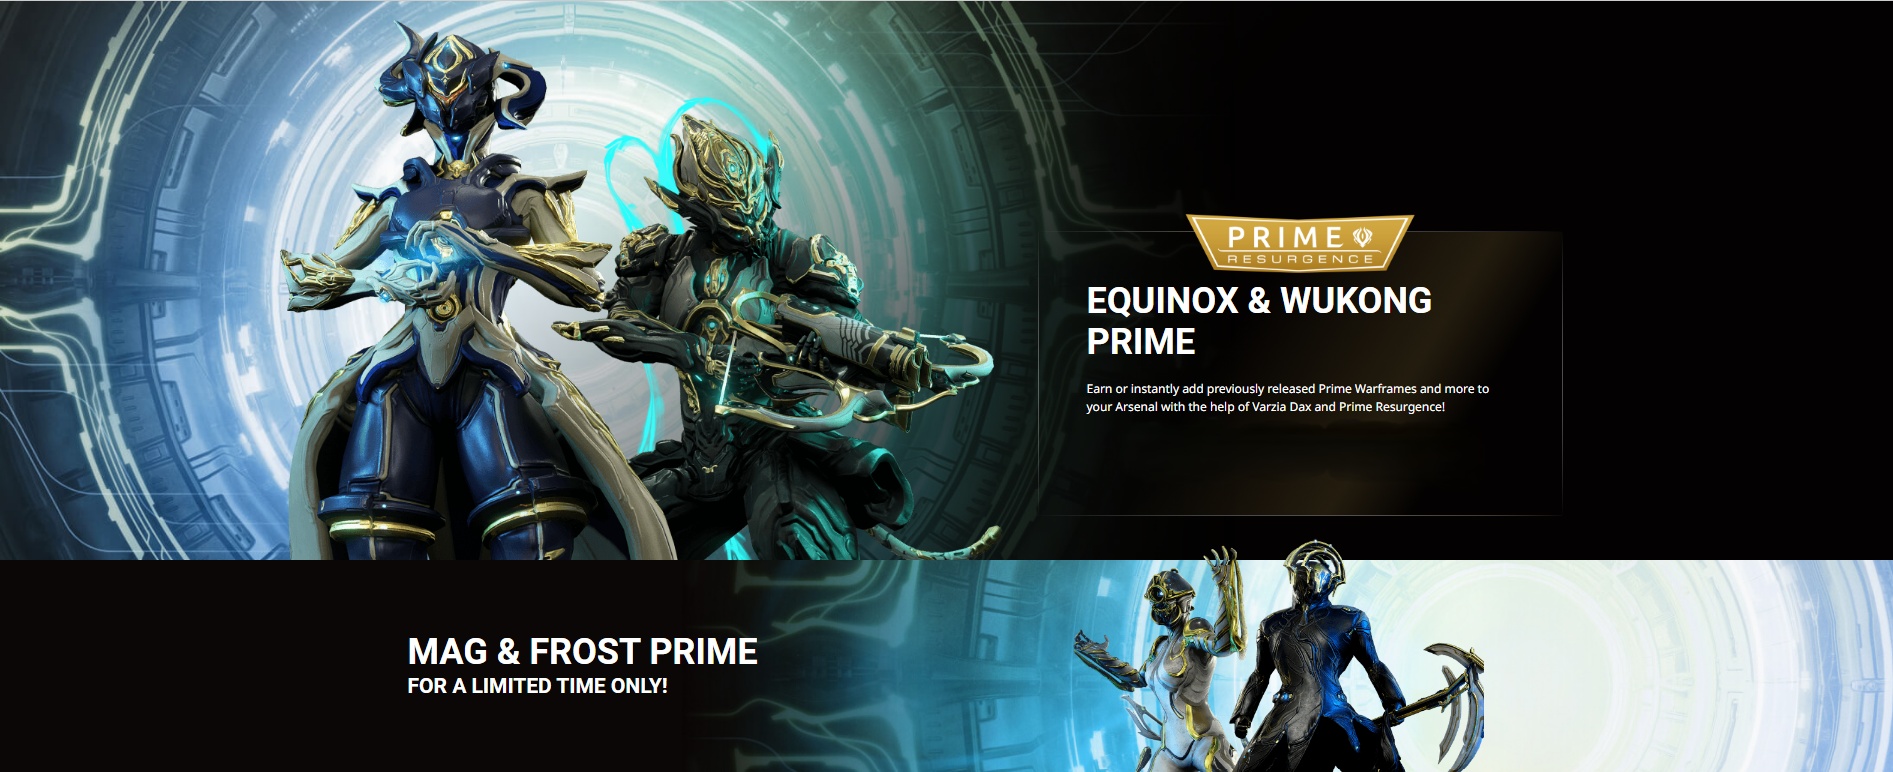 PRIME
RESURGENCE
EQUINOX & WUKONG
PRIME
Earn or instantly add previously released Prime Warframes and more to
your Arsenal with the help of Varzia Dax and Prime Resurgence!
MAG & FROST PRIME
FOR A LIMITED TIME ONLY!